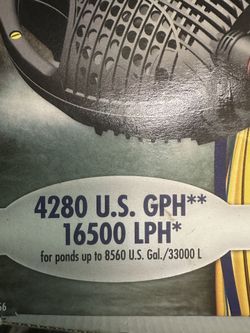 4280 U.S. GPH**
16500 LPH*
for ponds up to 8560 U.S. Gal./33000 L